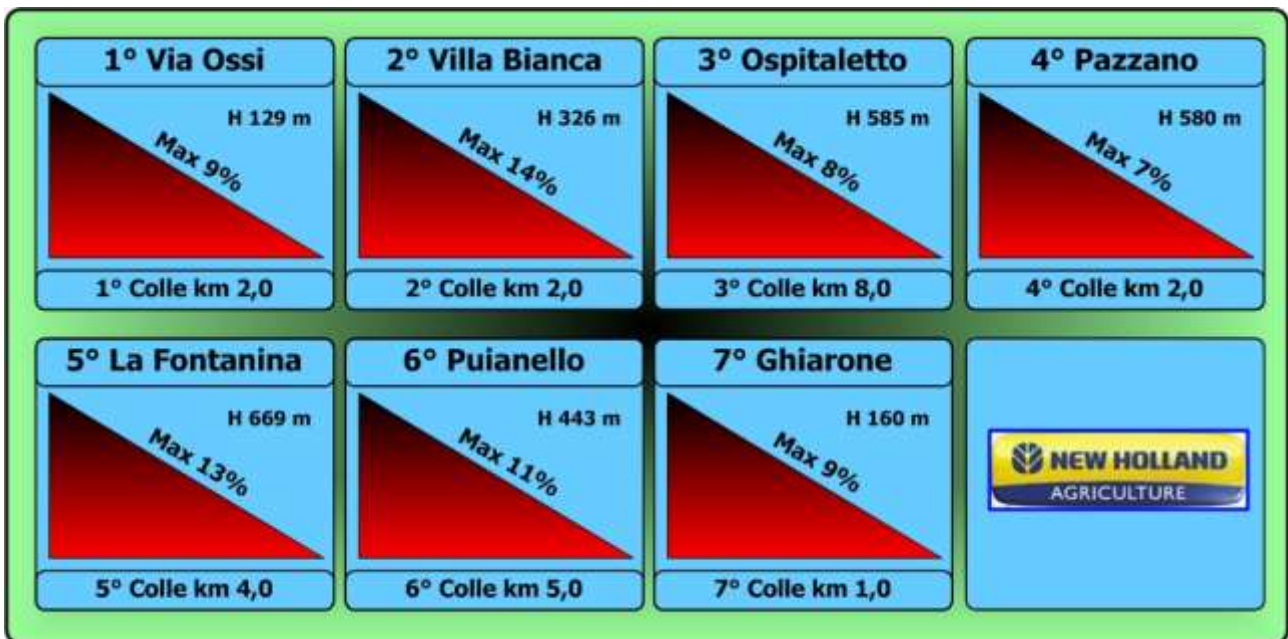 1° Via Ossi
H 129 m
Max 9%
1° Colle km 2,0
2° Villa Bianca
H 326 m
Max 14%
2° Colle km 2,0
3° Ospitaletto
H 585 m
Max 8%
3° Colle km 8,0
4° Pazzano
H 580 m
Max 7%
4° Colle km 2,0
5° La Fontanina
H 669 m
Max 13%
5° Colle km 4,0
6° Puianello
H 443 m
Max 11%
6° Colle km 5,0
7° Ghiarone
H 160 m
Max 9%
7° Colle km 1,0
NEW HOLLAND
AGRICULTURE